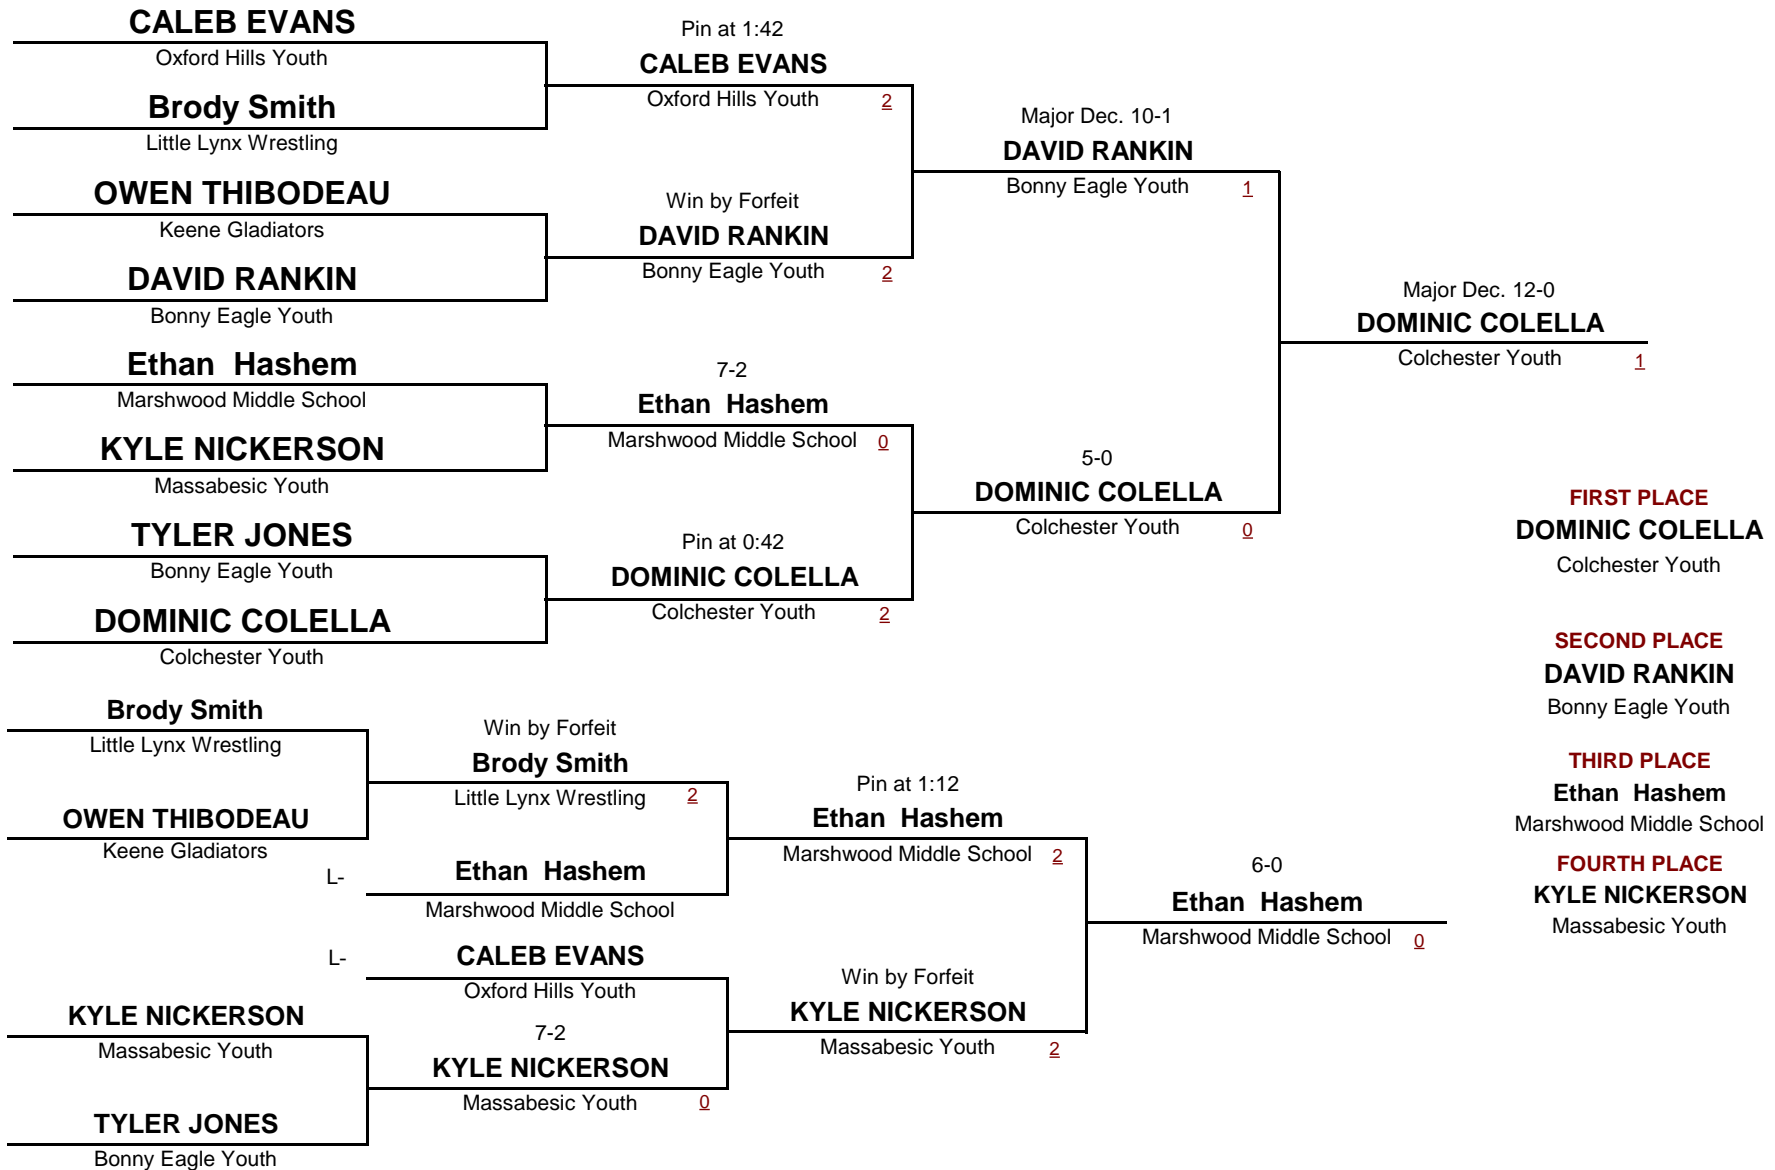 CALEB EVANS
Oxford Hills Youth
Brody Smith
Little Lynx Wrestling
OWEN THIBODEAU
Keene Gladiators
DAVID RANKIN
Bonny Eagle Youth
Ethan  Hashem
Marshwood Middle School
KYLE NICKERSON
Massabesic Youth
TYLER JONES
Bonny Eagle Youth
DOMINIC COLELLA
Colchester Youth
Pin at 1:42
CALEB EVANS
Oxford Hills Youth 2
Win by Forfeit
DAVID RANKIN
Bonny Eagle Youth 2
7-2
Ethan  Hashem
Marshwood Middle School 0
Pin at 0:42
DOMINIC COLELLA
Colchester Youth 2
Major Dec. 10-1
DAVID RANKIN
Bonny Eagle Youth 1
5-0
DOMINIC COLELLA
Colchester Youth 0
Major Dec. 12-0
DOMINIC COLELLA
Colchester Youth 1
FIRST PLACE
DOMINIC COLELLA
Colchester Youth
SECOND PLACE
DAVID RANKIN
Bonny Eagle Youth
THIRD PLACE
Ethan  Hashem
Marshwood Middle School
FOURTH PLACE
KYLE NICKERSON
Massabesic Youth
Brody Smith
Little Lynx Wrestling
OWEN THIBODEAU
Keene Gladiators
KYLE NICKERSON
Massabesic Youth
TYLER JONES
Bonny Eagle Youth
Win by Forfeit
Brody Smith
Little Lynx Wrestling 2
L- Ethan  Hashem
Marshwood Middle School
L- CALEB EVANS
Oxford Hills Youth
7-2
KYLE NICKERSON
Massabesic Youth 0
Pin at 1:12
Ethan  Hashem
Marshwood Middle School 2
Win by Forfeit
KYLE NICKERSON
Massabesic Youth 2
6-0
Ethan  Hashem
Marshwood Middle School 0